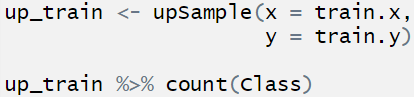 up_train <- upSample(x = train.x,
y = train.y)
up_train %>% count(Class)